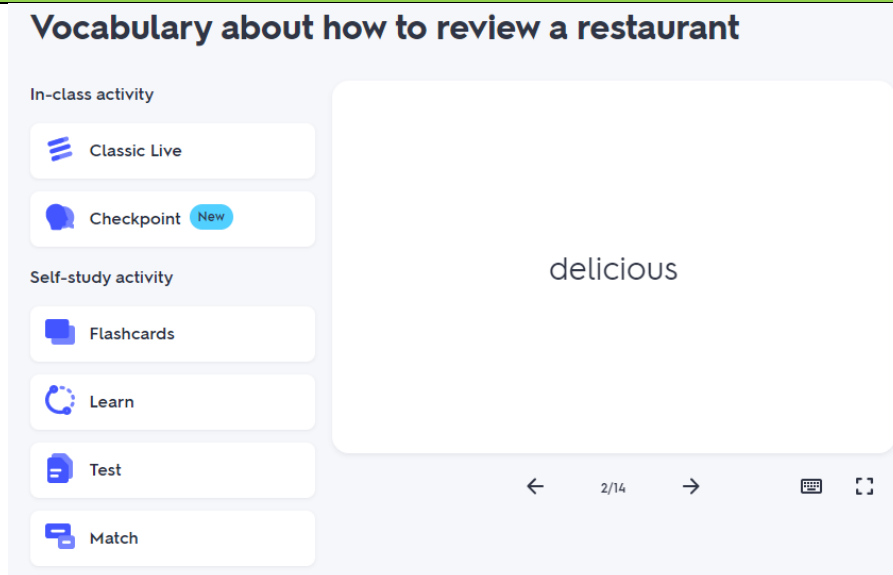 Vocabulary about how to review a restaurant
In-class activity
Classic Live
Checkpoint New
Self-study activity
Flashcards
Learn
Test
Match
delicious
2/14